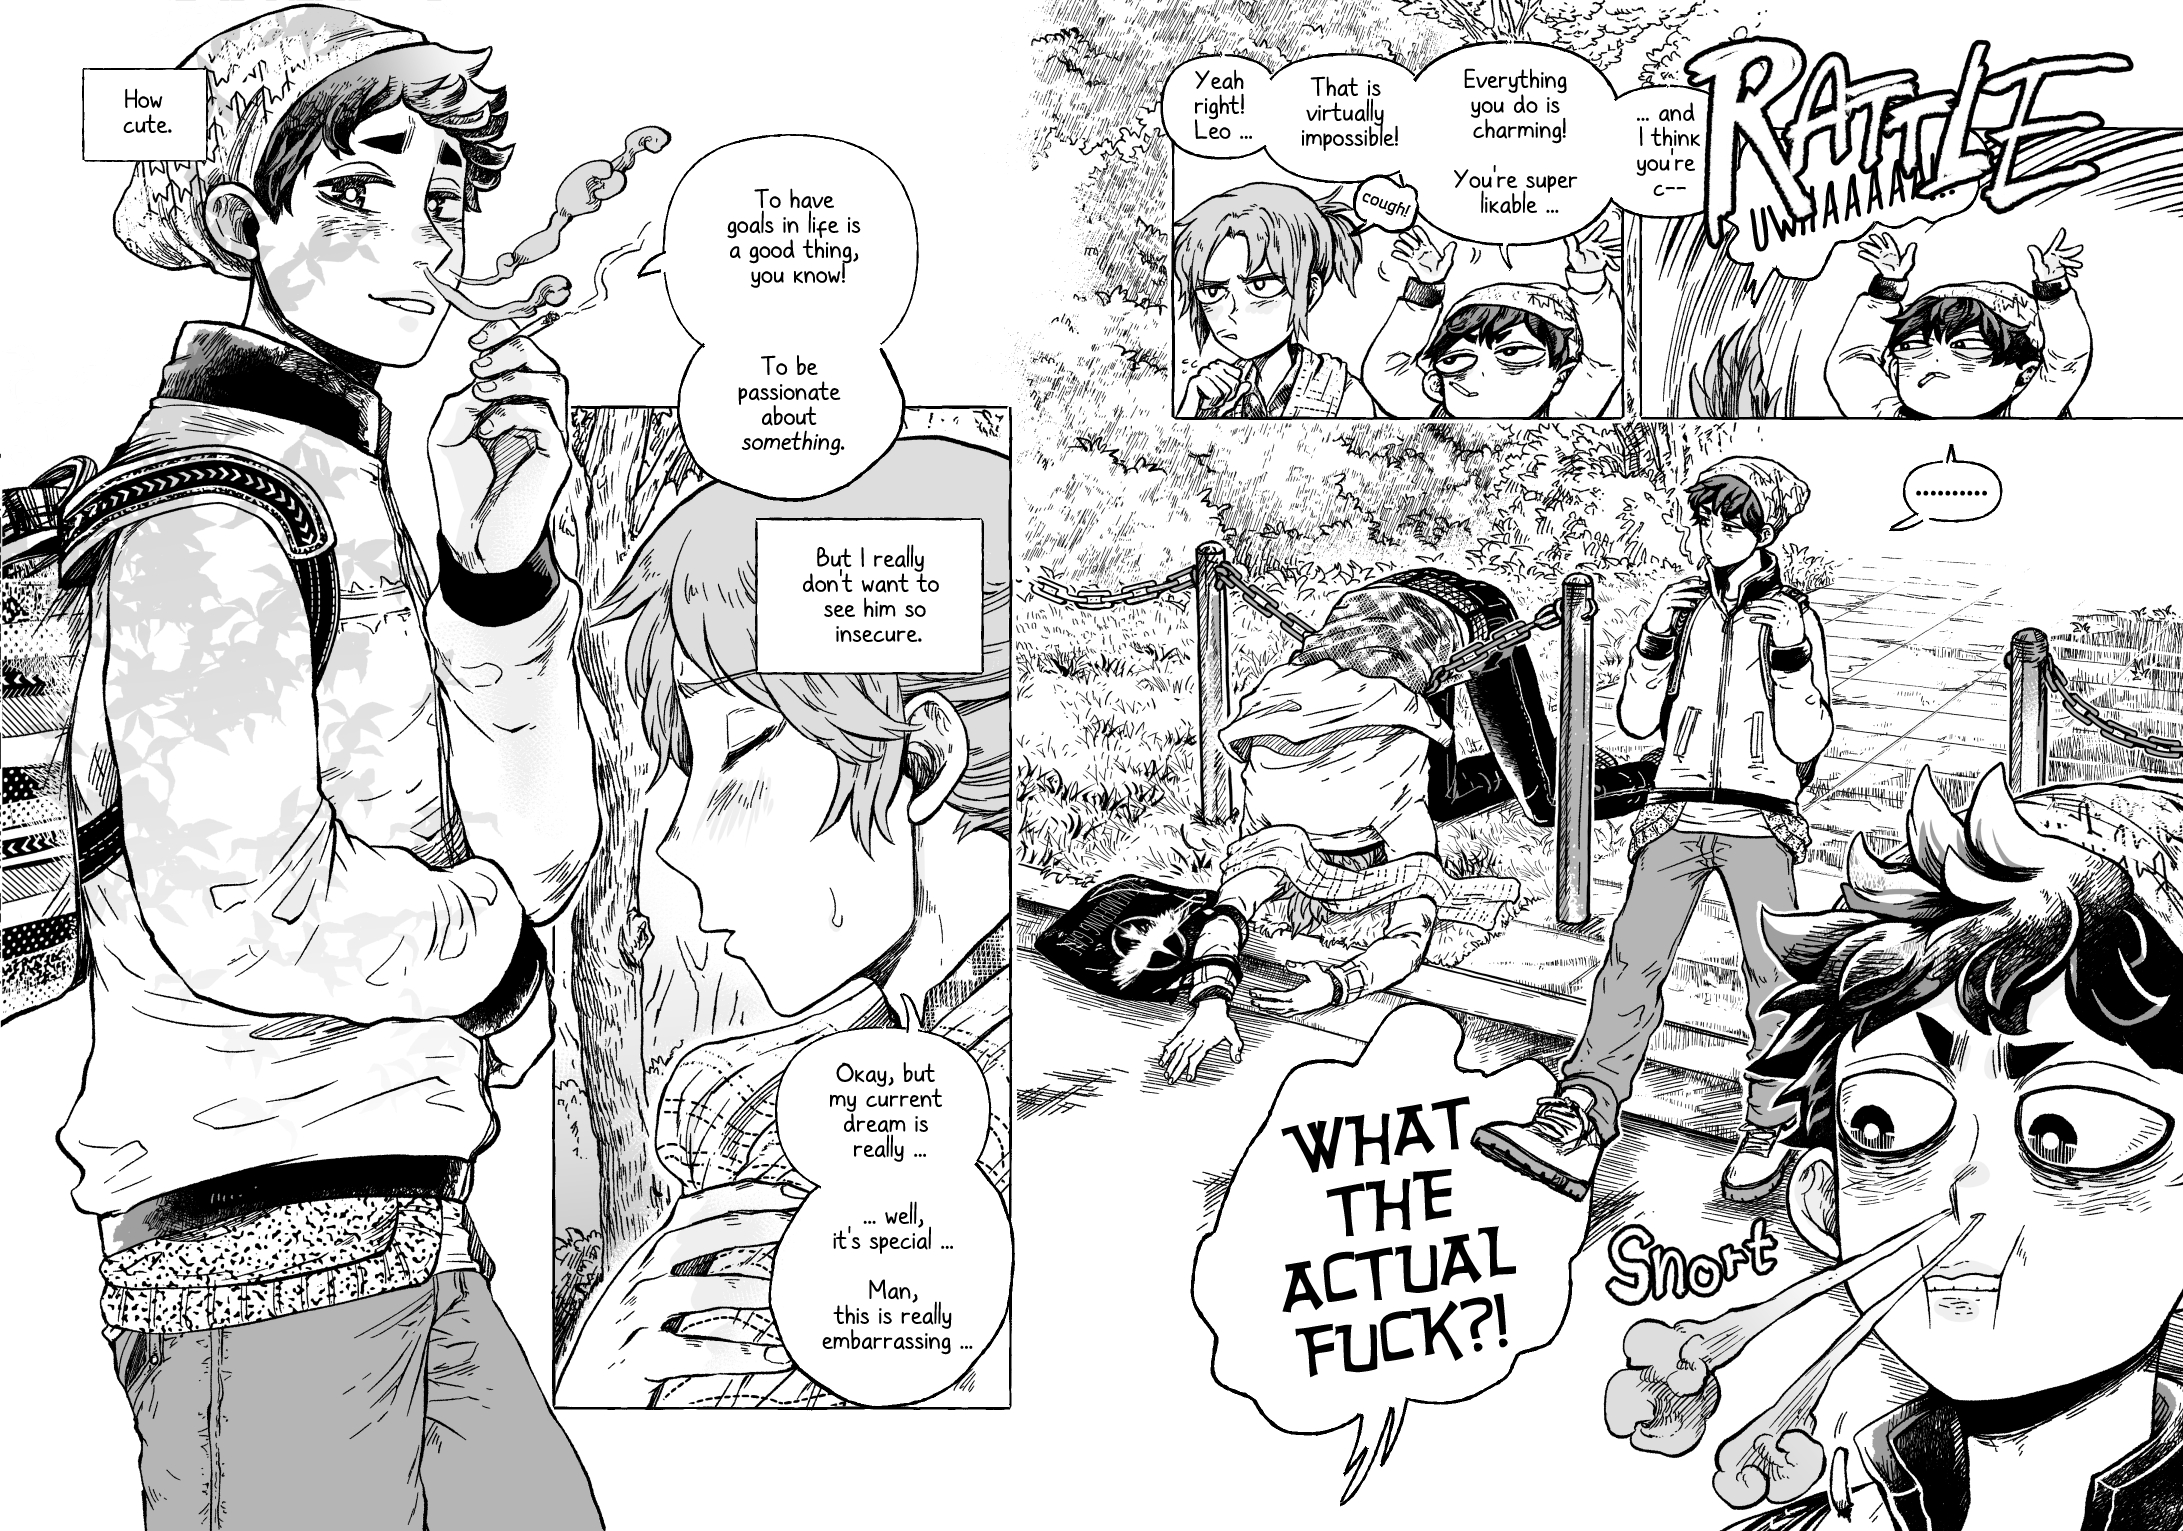 How
cute.
To have
goals in life is
a good thing,
you know!
To be
passionate
about
something.
But I really
don't want to
see him so
insecure.
Okay, but
my current
dream is
really ...
... well,
it's special ...
Man,
this is really
embarrassing ...
Yeah
right!
Leo ...
That is
virtually
impossible!
cough!
Everything
you do is
charming!
You're super
likable ...
... and
I think
you're
c--
RATTLE
...........
WHAT
THE
ACTUAL
FUCK?!
Snort